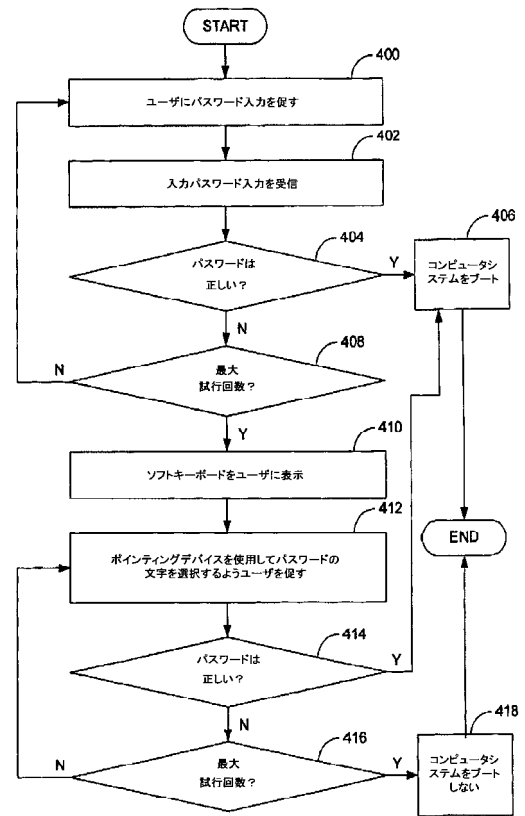 START
400
ユーザにパスワード入力を促す
402
入力パスワード入力を受信
404
パスワードは
正しい?
Y
406
コンピュータシ
ステムをブート
N
408
最大
試行回数?
N
Y
410
ソフトキーボードをユーザに表示
412
ポインティングデバイスを使用してパスワードの
文字を選択するようユーザを促す
END
414
パスワードは
正しい?
Y
N
416
最大
試行回数?
N
Y
418
コンピュータシ
ステムをブート
しない